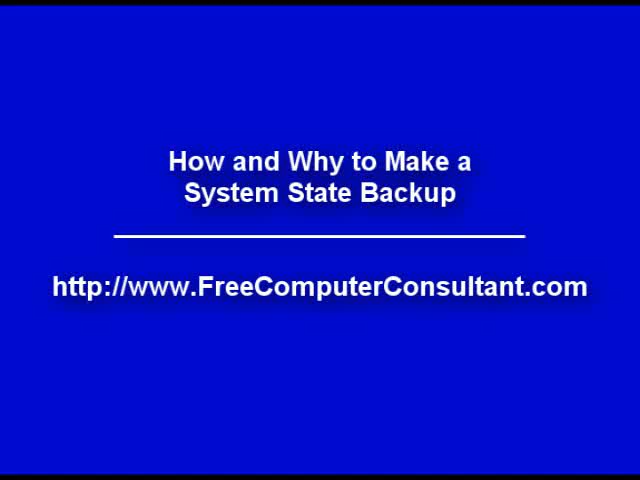 How and Why to Make a
System State Backup
http://www.FreeComputerConsultant.com